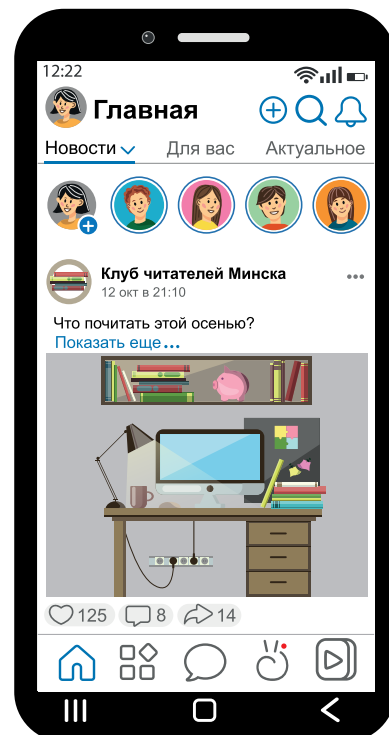 12:22
Главная
Новости Для вас Актуальное
Клуб читателей Минска
12 окт в 21:10
Что почитать этой осенью?
Показать еще...
125 8 14